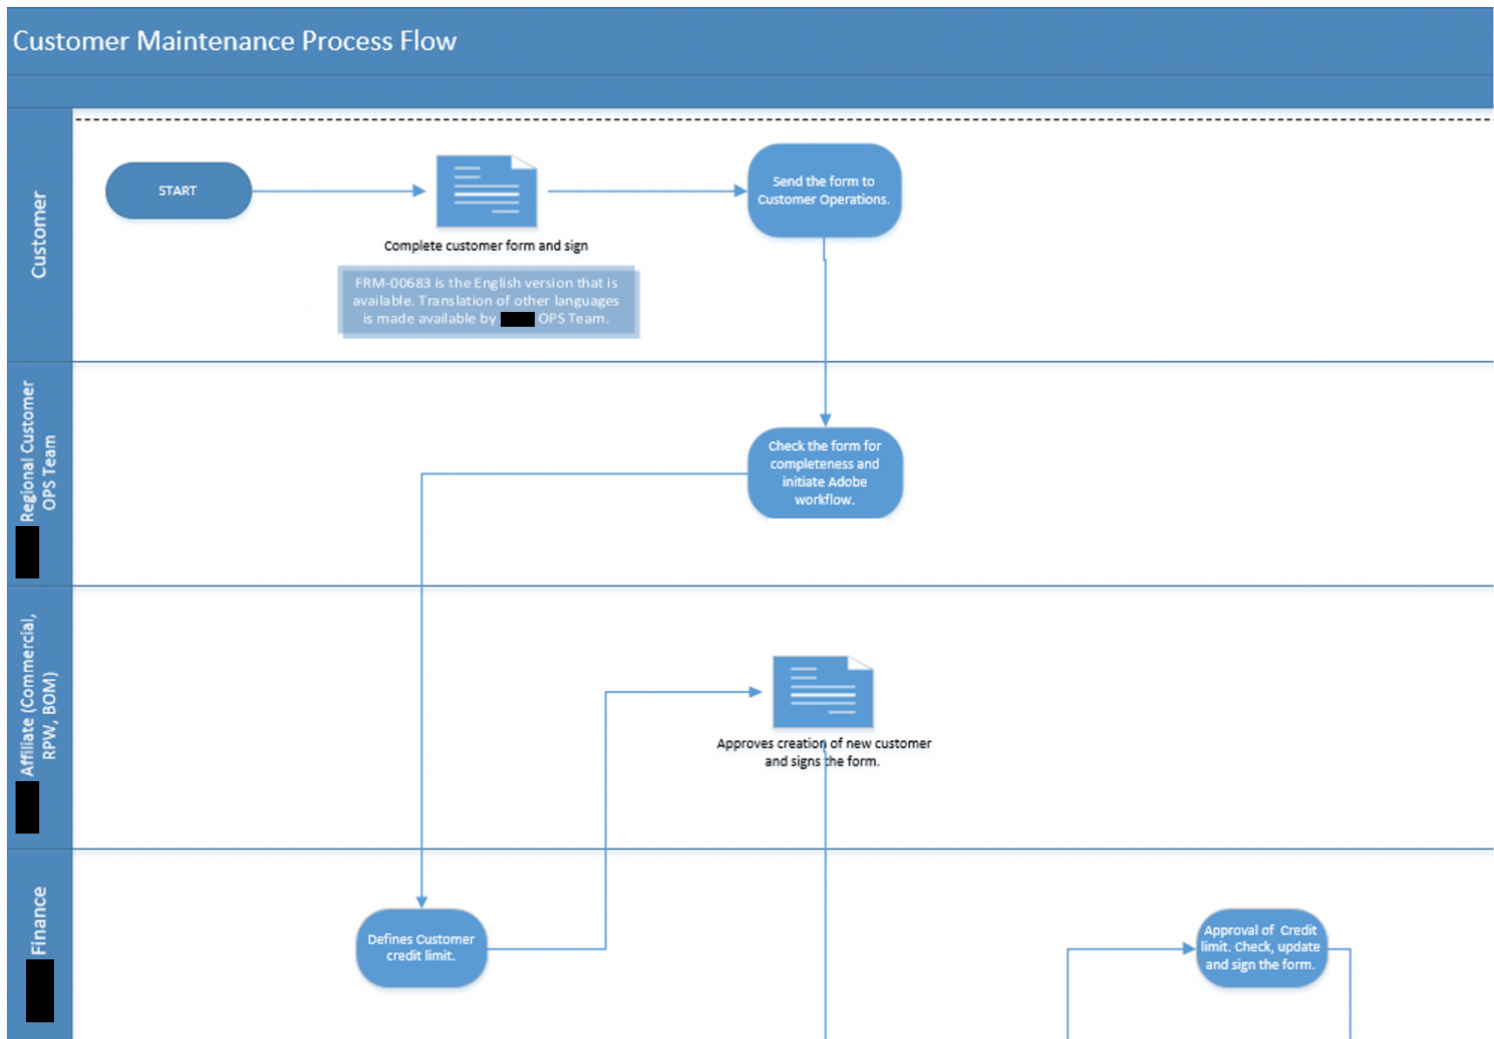 Customer Maintenance Process Flow
Customer
START
Complete customer form and sign
FRM-00683 is the English version that is
available. Translation of other languages
is made available by OPS Team.
Send the form to
Customer Operations.
Regional Customer
OPS Team
Check the form for
completeness and
initiate Adobe
workflow.
Affiliate (Commercial,
RPW, BOM)
Approves creation of new customer
and signs the form.
Finance
Defines Customer
credit limit.
Approval of Credit
limit. Check, update
and sign the form.